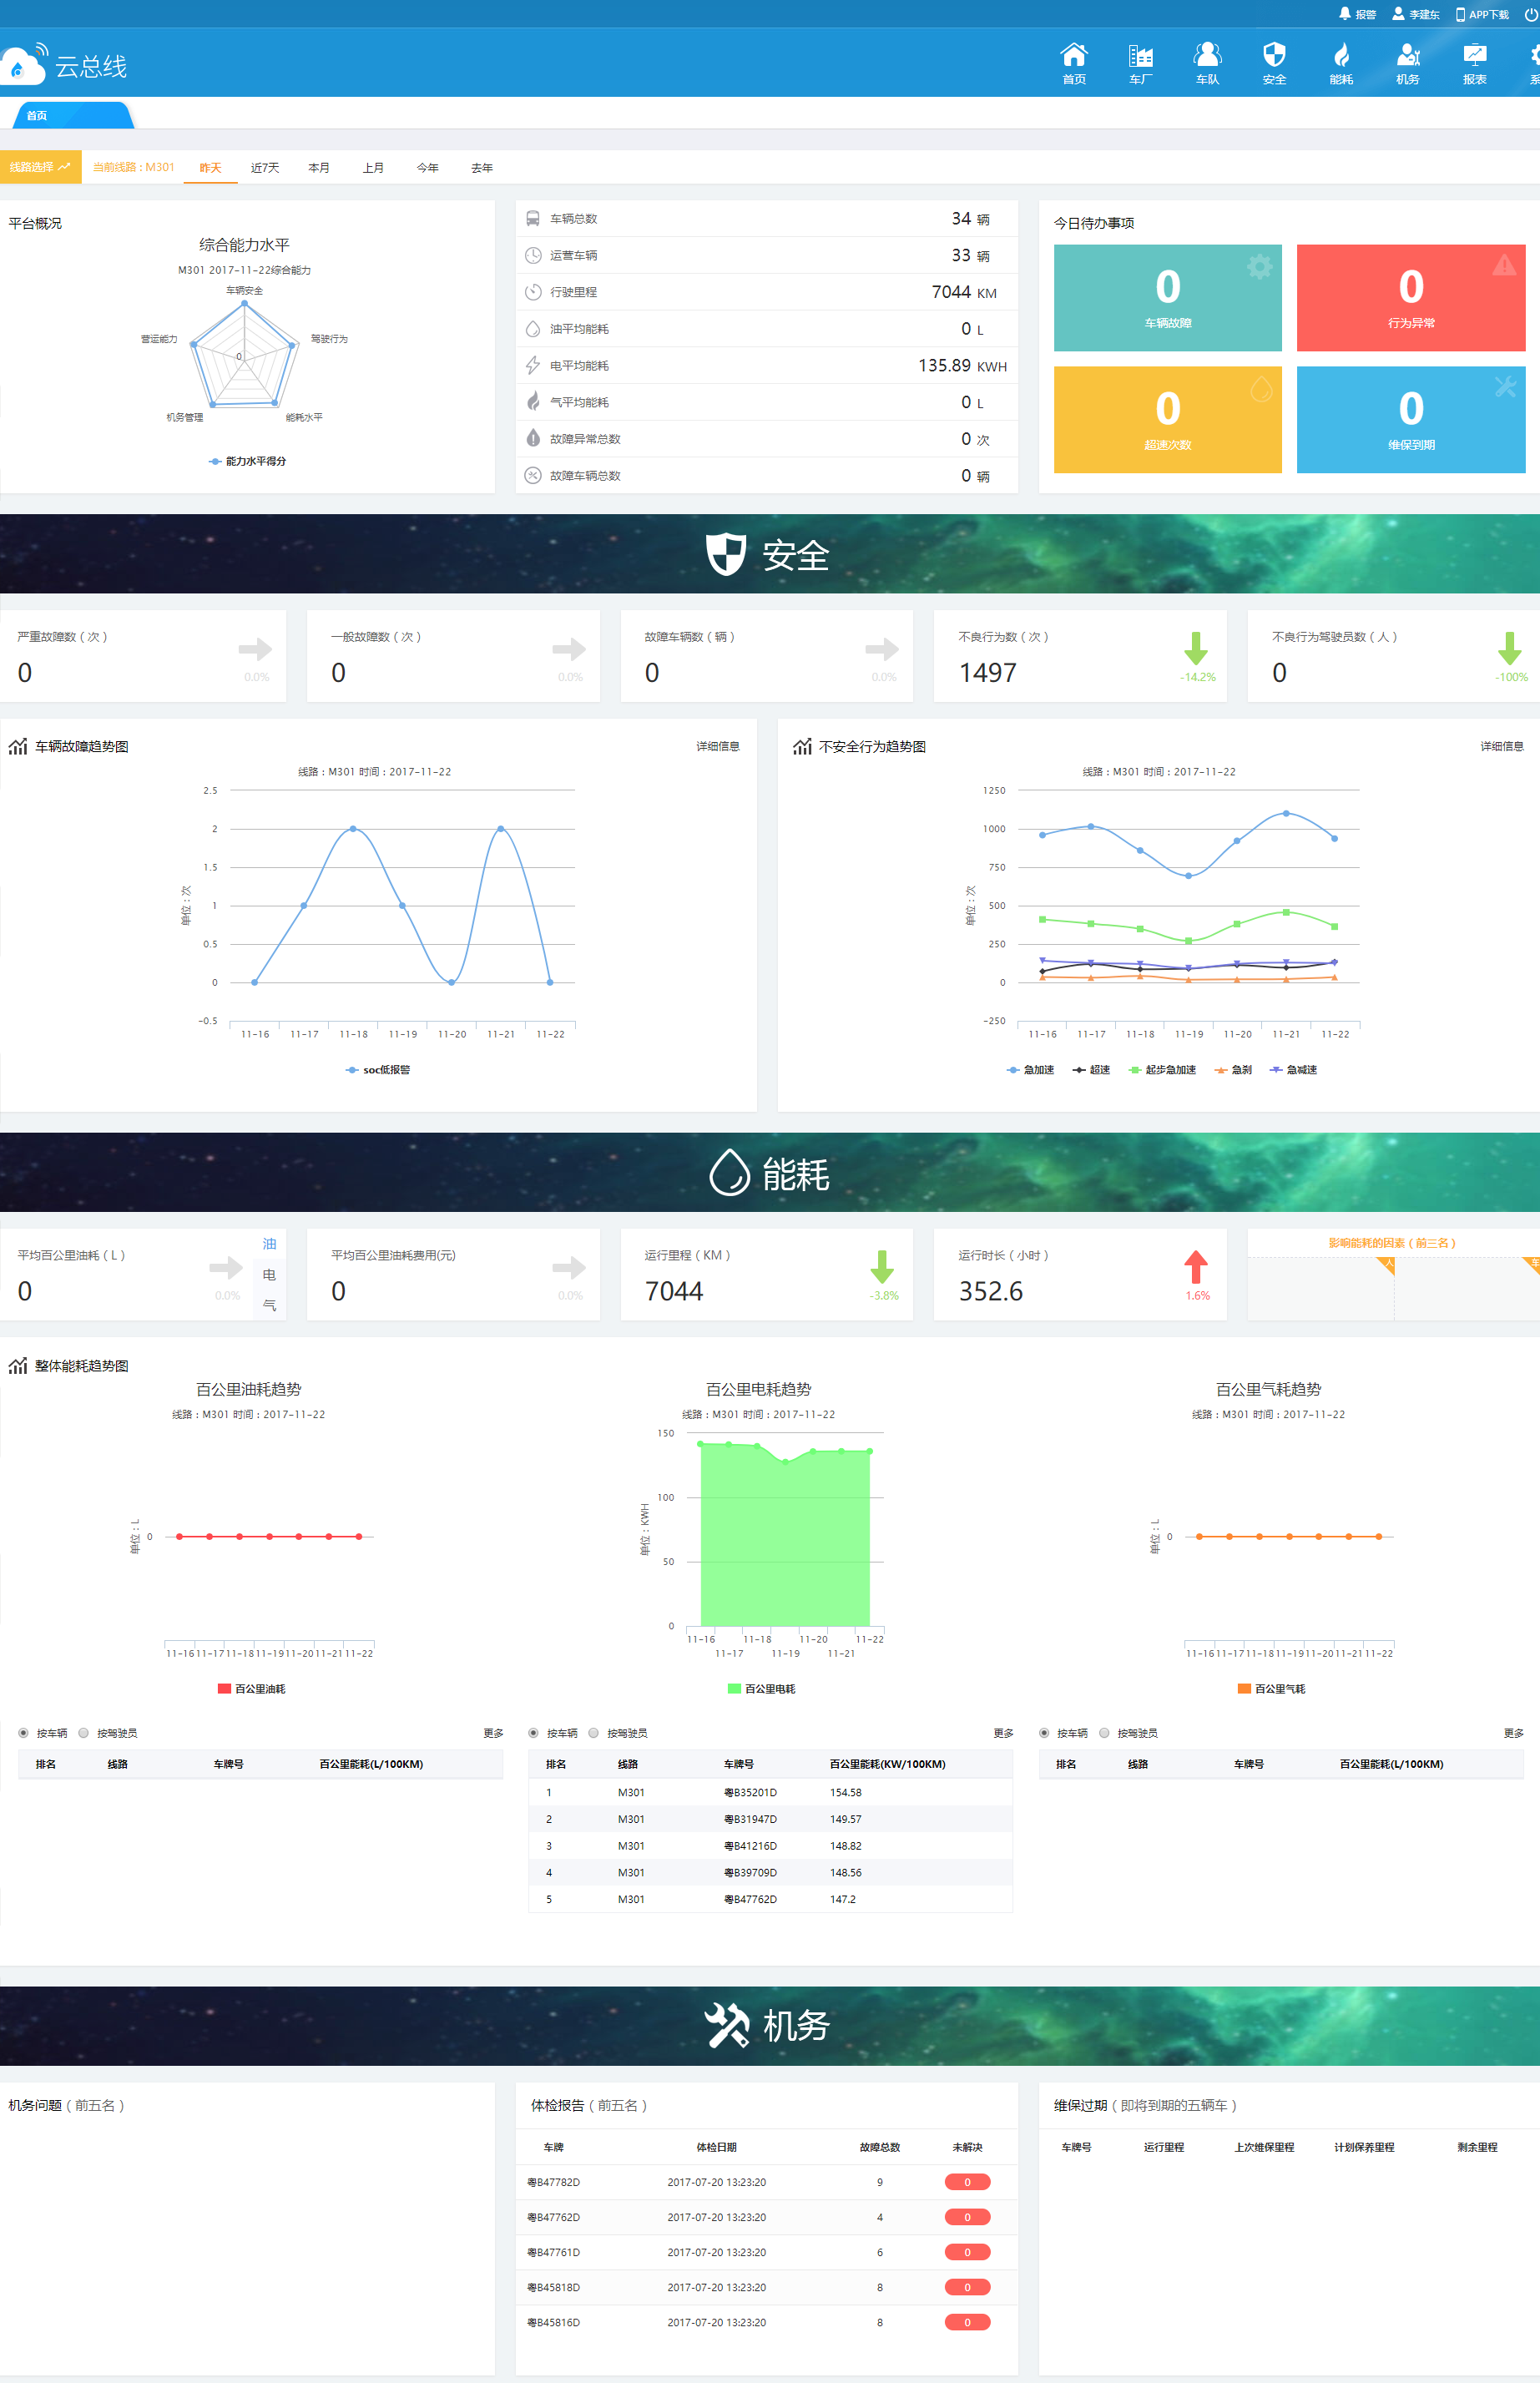 报警 李建东 APP下载
云总线
首页 车厂 车队 安全 能耗 机务 报表 系
首页
线路选择 当前线路：M301 昨天 近7天 本月 上月 今年 去年
平台概况
综合能力水平
M301 2017-11-22综合能力
车辆安全
营运能力 驾驶行为
0
机务管理 能耗水平
能力水平得分
车辆总数 34 辆
运营车辆 33 辆
行驶里程 7044 KM
油平均能耗 0 L
电平均能耗 135.89 KWH
气平均能耗 0 L
故障异常总数 0 次
故障车辆总数 0 辆
今日待办事项
0 车辆故障
0 行为异常
0 超速次数
0 维保到期
安全
严重故障数（次）
0 0.0%
一般故障数（次）
0 0.0%
故障车辆数（辆）
0 0.0%
不良行为数（次）
1497 -14.2%
不良行为驾驶员数（人）
0 -100%
车辆故障趋势图 详细信息
线路：M301 时间：2017-11-22
单位：次
2.5
2
1.5
1
0.5
0
-0.5
11-16 11-17 11-18 11-19 11-20 11-21 11-22
soc低报警
不安全行为趋势图 详细信息
线路：M301 时间：2017-11-22
单位：次
1250
1000
750
500
250
0
-250
11-16 11-17 11-18 11-19 11-20 11-21 11-22
急加速 超速 起步急加速 急刹 急减速
能耗
平均百公里油耗（L）
0 0.0%
油
电
气
平均百公里油耗费用(元)
0 0.0%
运行里程（KM）
7044 -3.8%
运行时长（小时）
352.6 1.6%
影响能耗的因素（前三名）
人 车
整体能耗趋势图
百公里油耗趋势
线路：M301 时间：2017-11-22
单位：L
0
11-16 11-17 11-18 11-19 11-20 11-21 11-22
百公里油耗
百公里电耗趋势
线路：M301 时间：2017-11-22
单位：KWH
150
100
50
0
11-16 11-17 11-18 11-19 11-20 11-21 11-22
百公里电耗
百公里气耗趋势
线路：M301 时间：2017-11-22
单位：L
0
11-16 11-17 11-18 11-19 11-20 11-21 11-22
百公里气耗
按车辆 按驾驶员 更多
排名 线路 车牌号 百公里能耗(L/100KM)
按车辆 按驾驶员 更多
排名 线路 车牌号 百公里能耗(KW/100KM)
1 M301 粤B35201D 154.58
2 M301 粤B31947D 149.57
3 M301 粤B41216D 148.82
4 M301 粤B39709D 148.56
5 M301 粤B47762D 147.2
按车辆 按驾驶员 更多
排名 线路 车牌号 百公里能耗(L/100KM)
机务
机务问题（前五名）
体检报告（前五名）
车牌 体检日期 故障总数 未解决
粤B47782D 2017-07-20 13:23:20 9 0
粤B47762D 2017-07-20 13:23:20 4 0
粤B47761D 2017-07-20 13:23:20 6 0
粤B45818D 2017-07-20 13:23:20 8 0
粤B45816D 2017-07-20 13:23:20 8 0
维保过期（即将到期的五辆车）
车牌号 运行里程 上次维保里程 计划保养里程 剩余里程